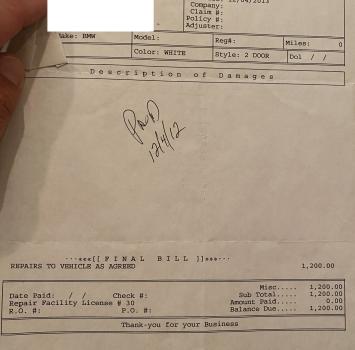 12/04/2013
Company:
Claim #:
Policy #:
Adjuster:
Make: BMW Model: Reg#: Miles: 0
Color: WHITE Style: 2 DOOR Dol / /
Description of Damages
PAID
12/4/12
---***[[ FINAL BILL ]]***---
REPAIRS TO VEHICLE AS AGREED 1,200.00
Misc..... 1,200.00
Sub Total..... 1,200.00
Date Paid: / / Check #: Amount Paid..... 0.00
Repair Facility License # 30 Balance Due... 1,200.00
R.O. #: P.O. #:
Thank-you for your Business